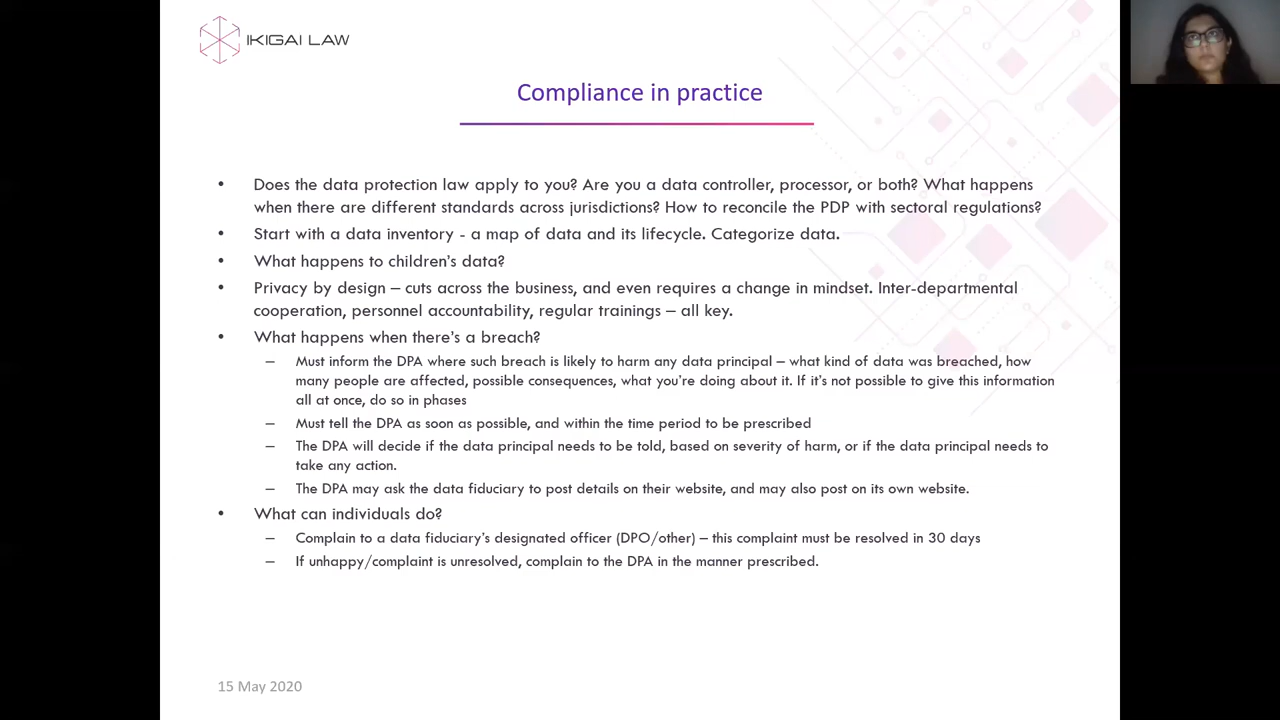 IKIGAI LAW
Compliance in practice
• Does the data protection law apply to you? Are you a data controller, processor, or both? What happens
when there are different standards across jurisdictions? How to reconcile the PDP with sectoral regulations?
• Start with a data inventory - a map of data and its lifecycle. Categorize data.
• What happens to children's data?
• Privacy by design – cuts across the business, and even requires a change in mindset. Inter-departmental
cooperation, personnel accountability, regular trainings – all key.
• What happens when there's a breach?
– Must inform the DPA where such breach is likely to harm any data principal – what kind of data was breached, how
many people are affected, possible consequences, what you're doing about it. If it's not possible to give this information
all at once, do so in phases
– Must tell the DPA as soon as possible, and within the time period to be prescribed
– The DPA will decide if the data principal needs to be told, based on severity of harm, or if the data principal needs to
take any action.
– The DPA may ask the data fiduciary to post details on their website, and may also post on its own website.
• What can individuals do?
– Complain to a data fiduciary's designated officer (DPO/other) – this complaint must be resolved in 30 days
– If unhappy/complaint is unresolved, complain to the DPA in the manner prescribed.
15 May 2020